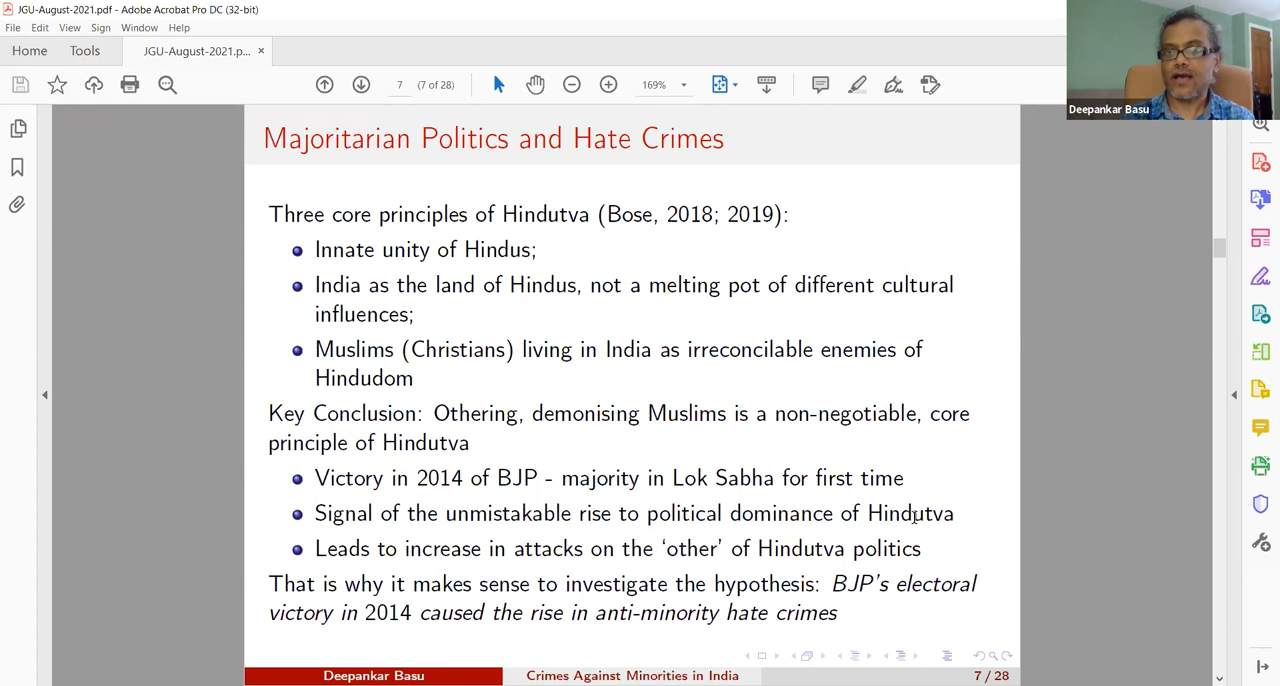 JGU-August-2021.pdf - Adobe Acrobat Pro DC (32-bit)
File Edit View Sign Window Help
Home Tools JGU-August-2021.p... ×
7 (7 of 28) 169%
Deepankar Basu
Majoritarian Politics and Hate Crimes
Three core principles of Hindutva (Bose, 2018; 2019):
Innate unity of Hindus;
India as the land of Hindus, not a melting pot of different cultural
influences;
Muslims (Christians) living in India as irreconcilable enemies of
Hindudom
Key Conclusion: Othering, demonising Muslims is a non-negotiable, core
principle of Hindutva
Victory in 2014 of BJP - majority in Lok Sabha for first time
Signal of the unmistakable rise to political dominance of Hindutva
Leads to increase in attacks on the ‘other’ of Hindutva politics
That is why it makes sense to investigate the hypothesis: BJP's electoral
victory in 2014 caused the rise in anti-minority hate crimes
Deepankar Basu Crimes Against Minorities in India 7 / 28